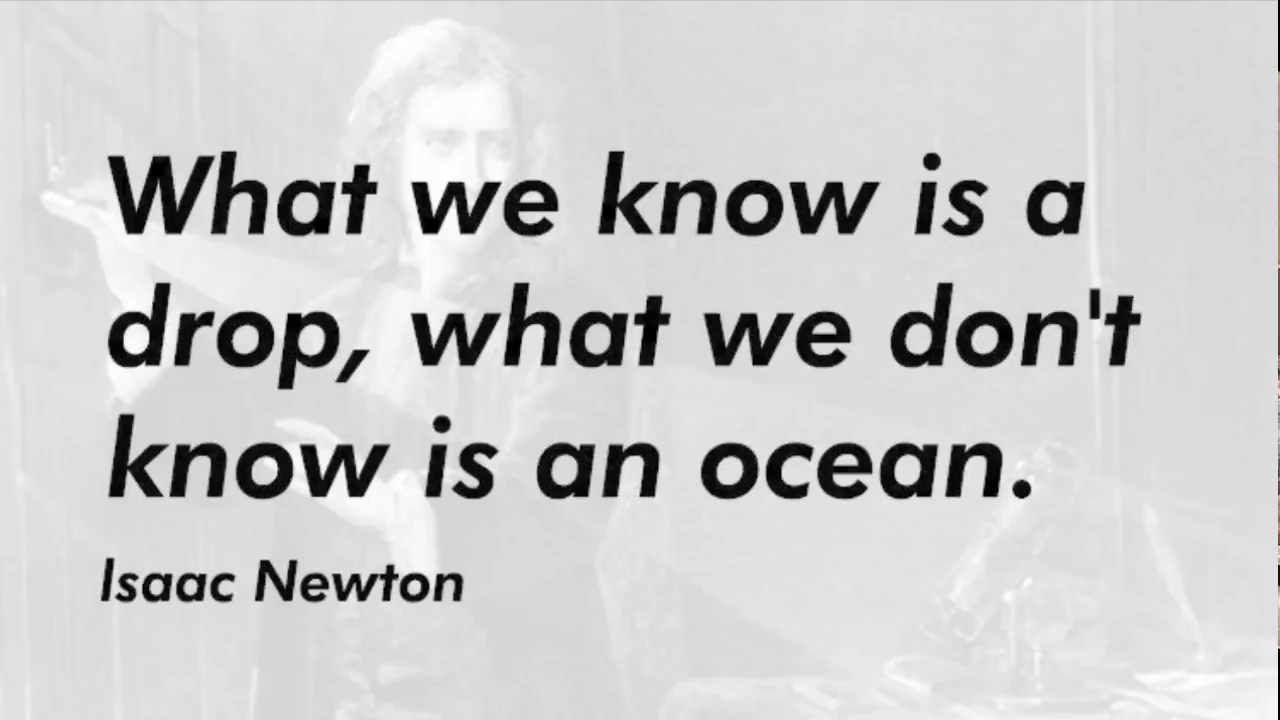 What we know is a
drop, what we don't
know is an ocean.
Isaac Newton